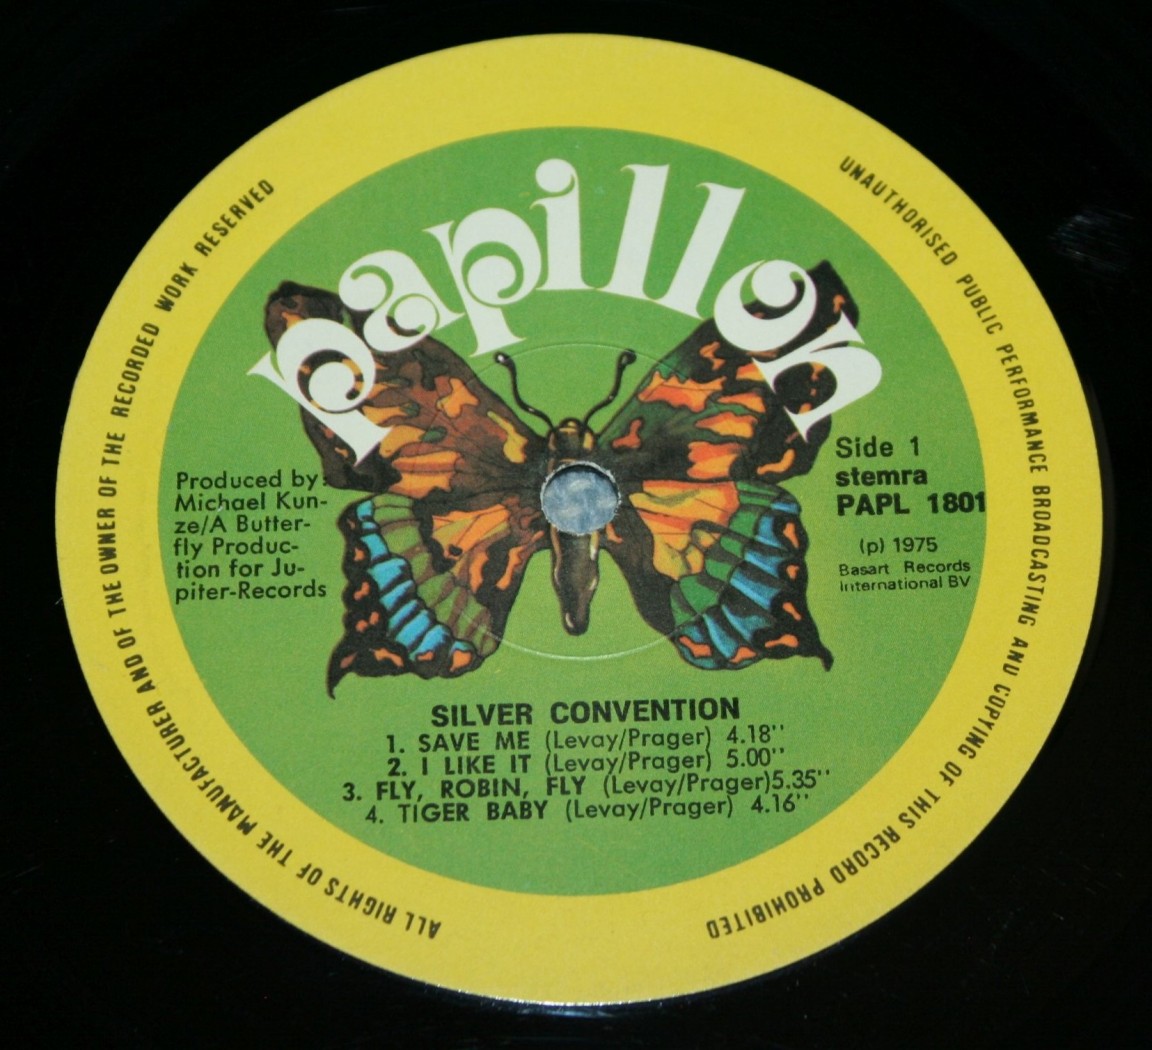 papillon
Produced by:
Michael Kun-
ze/A Butter-
fly Produc-
tion for Ju-
piter-Records
Side 1
stemra
PAPL 1801
(p) 1975
Basart Records
International BV
SILVER CONVENTION
1. SAVE ME (Levay/Prager) 4.18''
2. I LIKE IT (Levay/Prager) 5.00''
3. FLY, ROBIN, FLY (Levay/Prager)5.35''
4. TIGER BABY (Levay/Prager) 4.16''
ALL RIGHTS OF THE MANUFACTURER AND OF THE OWNER OF THE RECORDED WORK RESERVED
UNAUTHORISED PUBLIC PERFORMANCE BROADCASTING AND COPYING OF THIS RECORD PROHIBITED